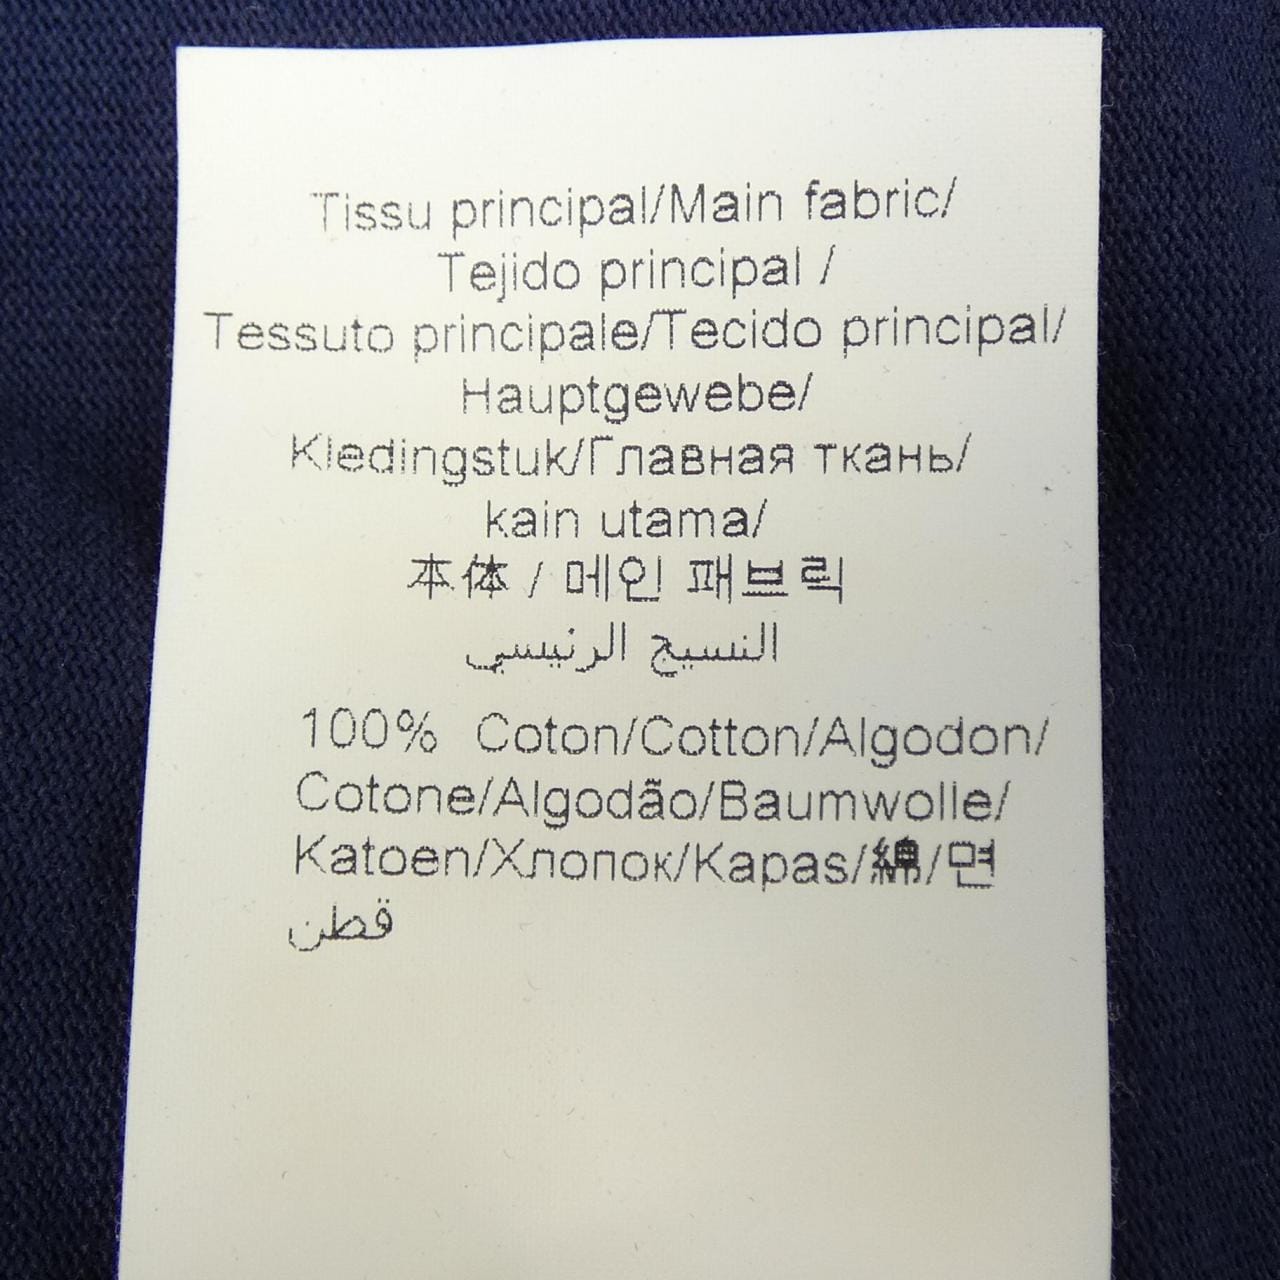 Tissu principal/Main fabric/
Tejido principal /
Tessuto principale/Tecido principal/
Hauptgewebe/
Kledingstuk/Главная ткань/
kain utama/
本体 / 메인 패브릭
النسيج الرئيسي
100% Coton/Cotton/Algodon/
Cotone/Algodão/Baumwolle/
Katoen/Хлопок/Kapas/綿/면
قطن